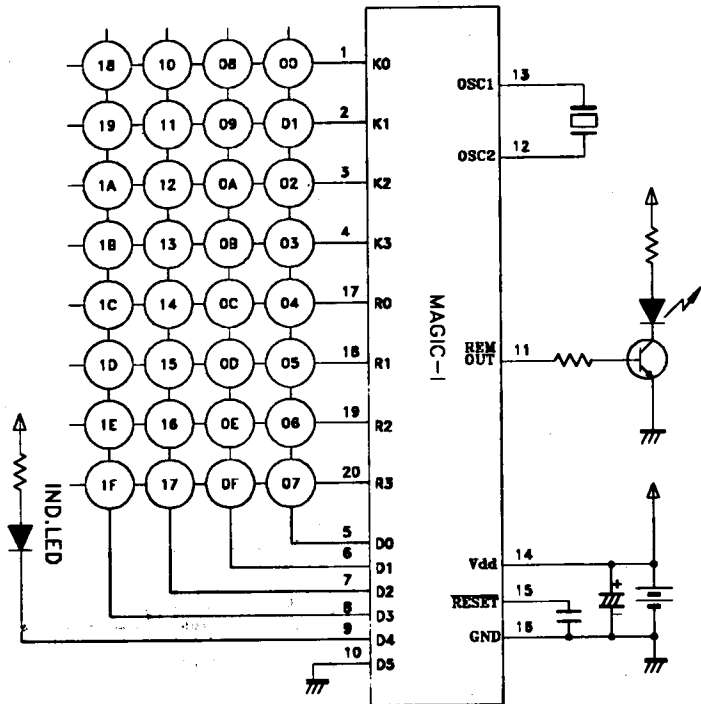 18 10 08 00 1 K0
OSC1 13
19 11 09 01 2 K1
OSC2 12
1A 12 0A 02 3 K2
1B 13 0B 03 4 K3
1C 14 0C 04 17 R0
MAGIC-I
1D 15 0D 05 18 R1
REM OUT 11
1E 16 0E 06 19 R2
1F 17 0F 07 20 R3
IND.LED
5 D0
6 D1
7 D2
8 D3
9 D4
10 D5
Vdd 14
+
RESET 15
GND 16